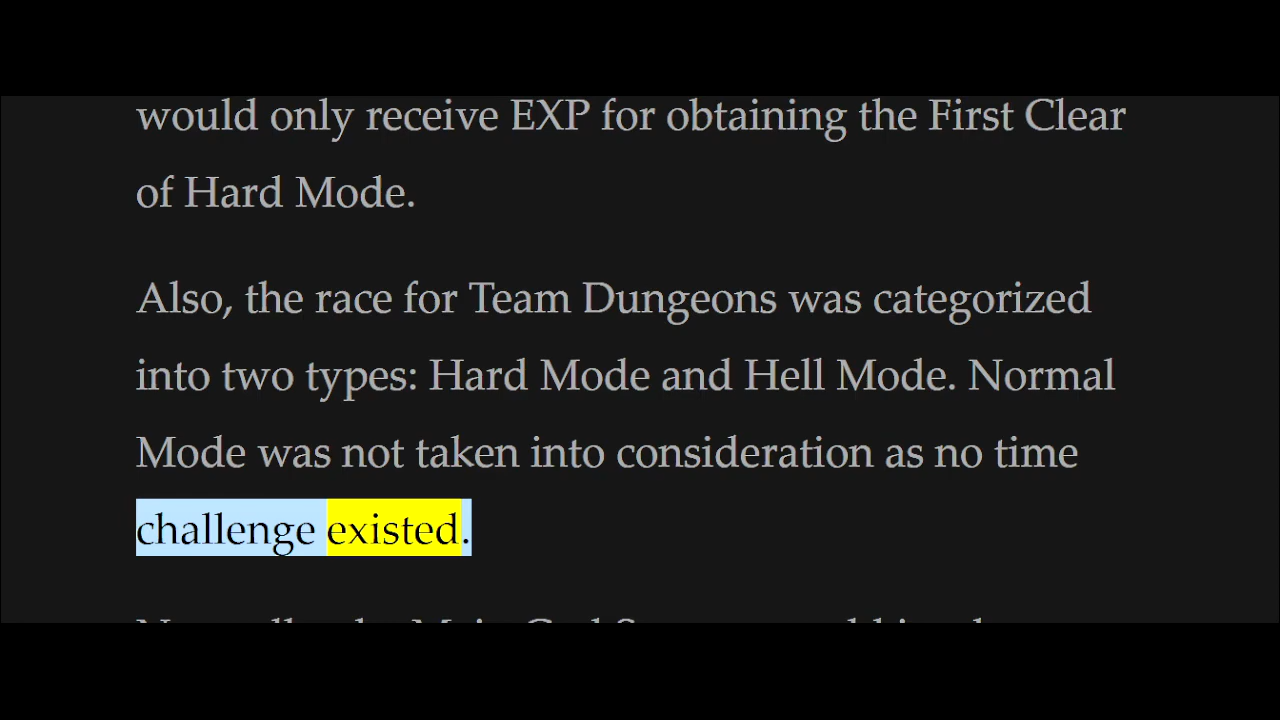 would only receive EXP for obtaining the First Clear
of Hard Mode.
Also, the race for Team Dungeons was categorized
into two types: Hard Mode and Hell Mode. Normal
Mode was not taken into consideration as no time
challenge existed.